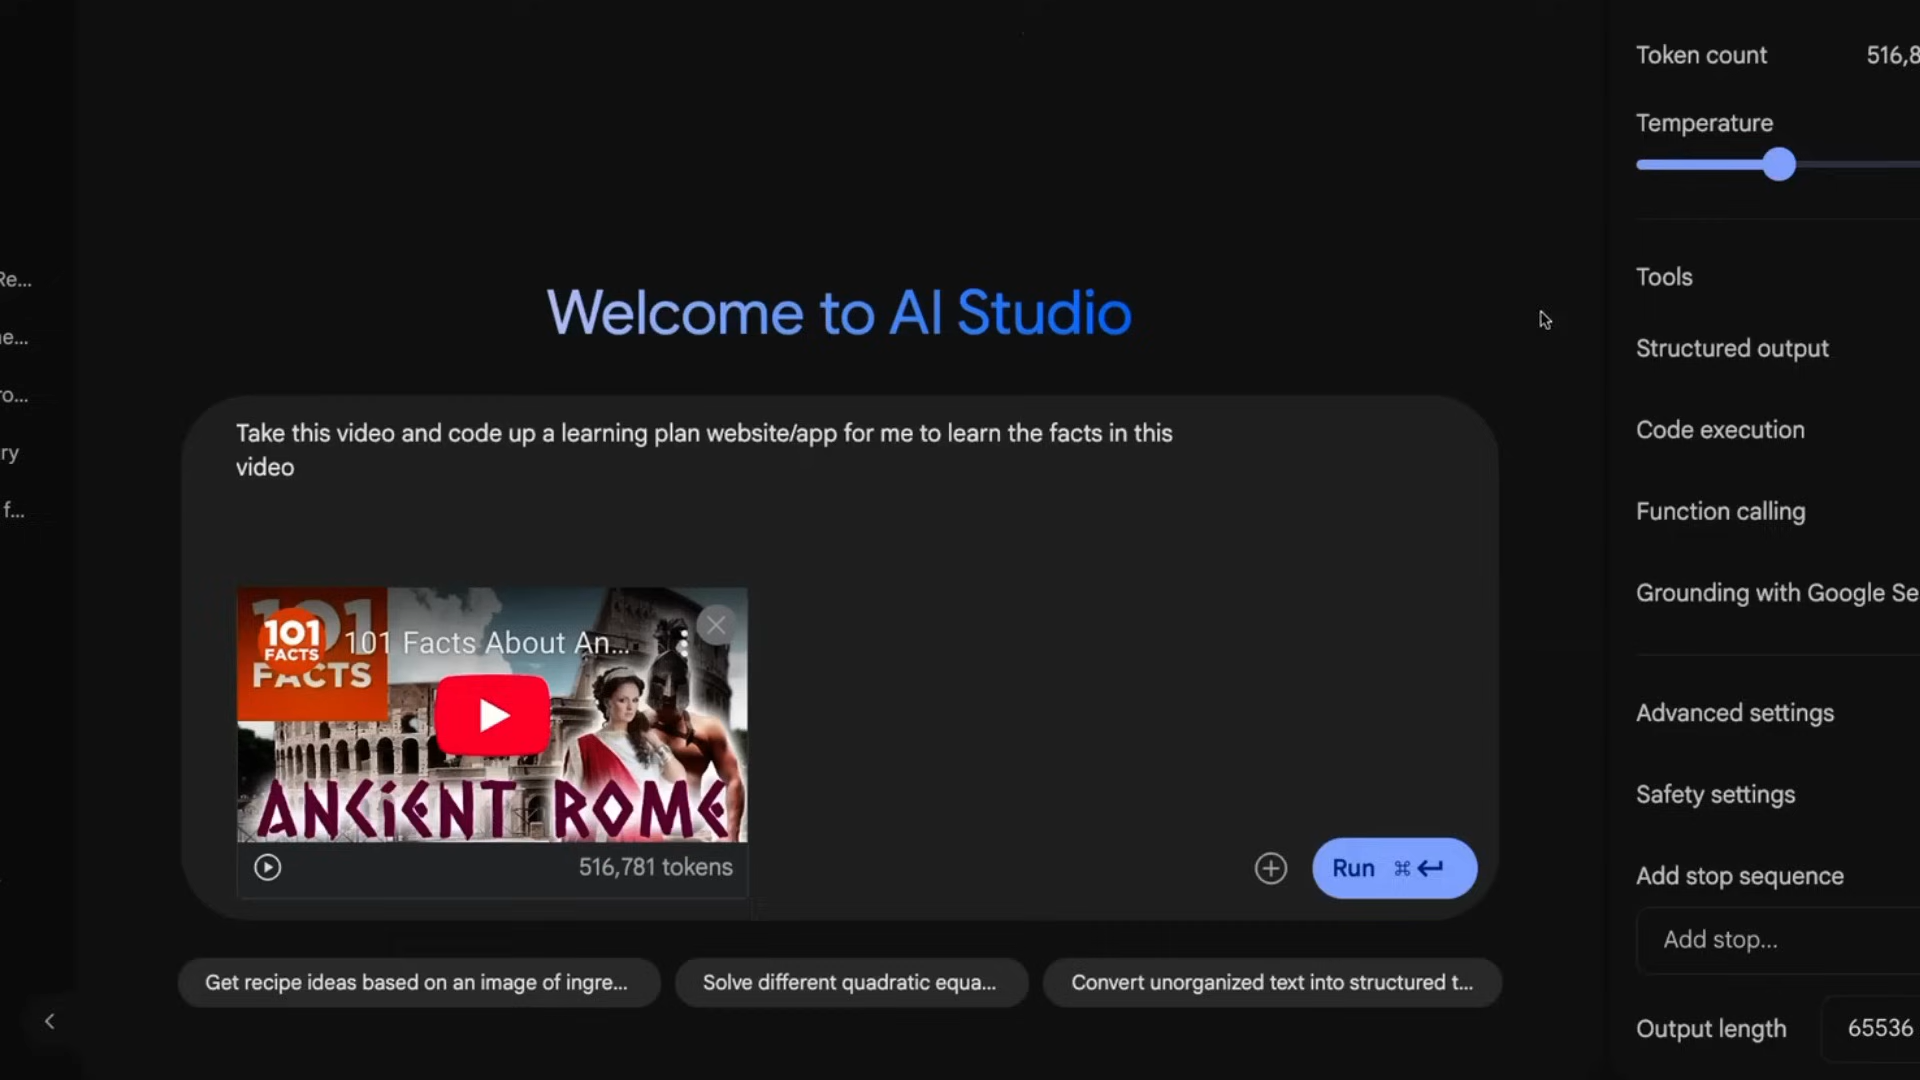 Re...
ne...
ro...
ry
f...
Welcome to AI Studio
Take this video and code up a learning plan website/app for me to learn the facts in this
video
101
FACTS
101
FACTS
101 Facts About An...
ANCiENT ROME
516,781 tokens
Run ⌘ ↵
Get recipe ideas based on an image of ingre...
Solve different quadratic equa...
Convert unorganized text into structured t...
Token count 516,8
Temperature
Tools
Structured output
Code execution
Function calling
Grounding with Google Se
Advanced settings
Safety settings
Add stop sequence
Add stop...
Output length 65536